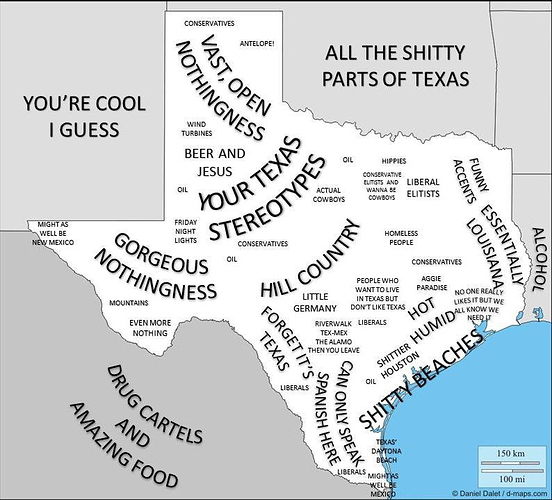 CONSERVATIVES
ANTELOPE!
VAST, OPEN
NOTHINGNESS
ALL THE SHITTY
PARTS OF TEXAS
YOU'RE COOL
I GUESS
WIND
TURBINES
BEER AND
JESUS
OIL
YOUR TEXAS
STEREOTYPES
OIL
HIPPIES
CONSERVATIVE
ELITISTS AND
WANNA BE
COWBOYS
LIBERAL
ELITISTS
ACTUAL
COWBOYS
FUNNY
ACCENTS
ESSENTIALLY
LOUISIANA
ALCOHOL
MIGHT AS
WELL BE
NEW MEXICO
FRIDAY
NIGHT
LIGHTS
CONSERVATIVES
OIL
GORGEOUS
NOTHINGNESS
HOMELESS
PEOPLE
CONSERVATIVES
HILL COUNTRY
AGGIE
PARADISE
PEOPLE WHO
WANT TO LIVE
IN TEXAS BUT
DON'T LIKE TEXAS
NO ONE REALLY
LIKES IT BUT WE
ALL KNOW WE
NEED IT
MOUNTAINS
EVEN MORE
NOTHING
LITTLE
GERMANY
HOT
HUMID
FORGET IT'S
TEXAS
RIVERWALK
TEX-MEX
THE ALAMO
THEN YOU LEAVE
LIBERALS
SHITTIER
HOUSTON
SHITTY BEACHES
LIBERALS
CAN ONLY SPEAK
SPANISH HERE
OIL
DRUG CARTELS
AND
AMAZING FOOD
TEXAS'
DAYTONA
BEACH
LIBERALS
MIGHT AS
WELL BE
MEXICO
150 km
100 mi
© Daniel Dalet / d-maps.com